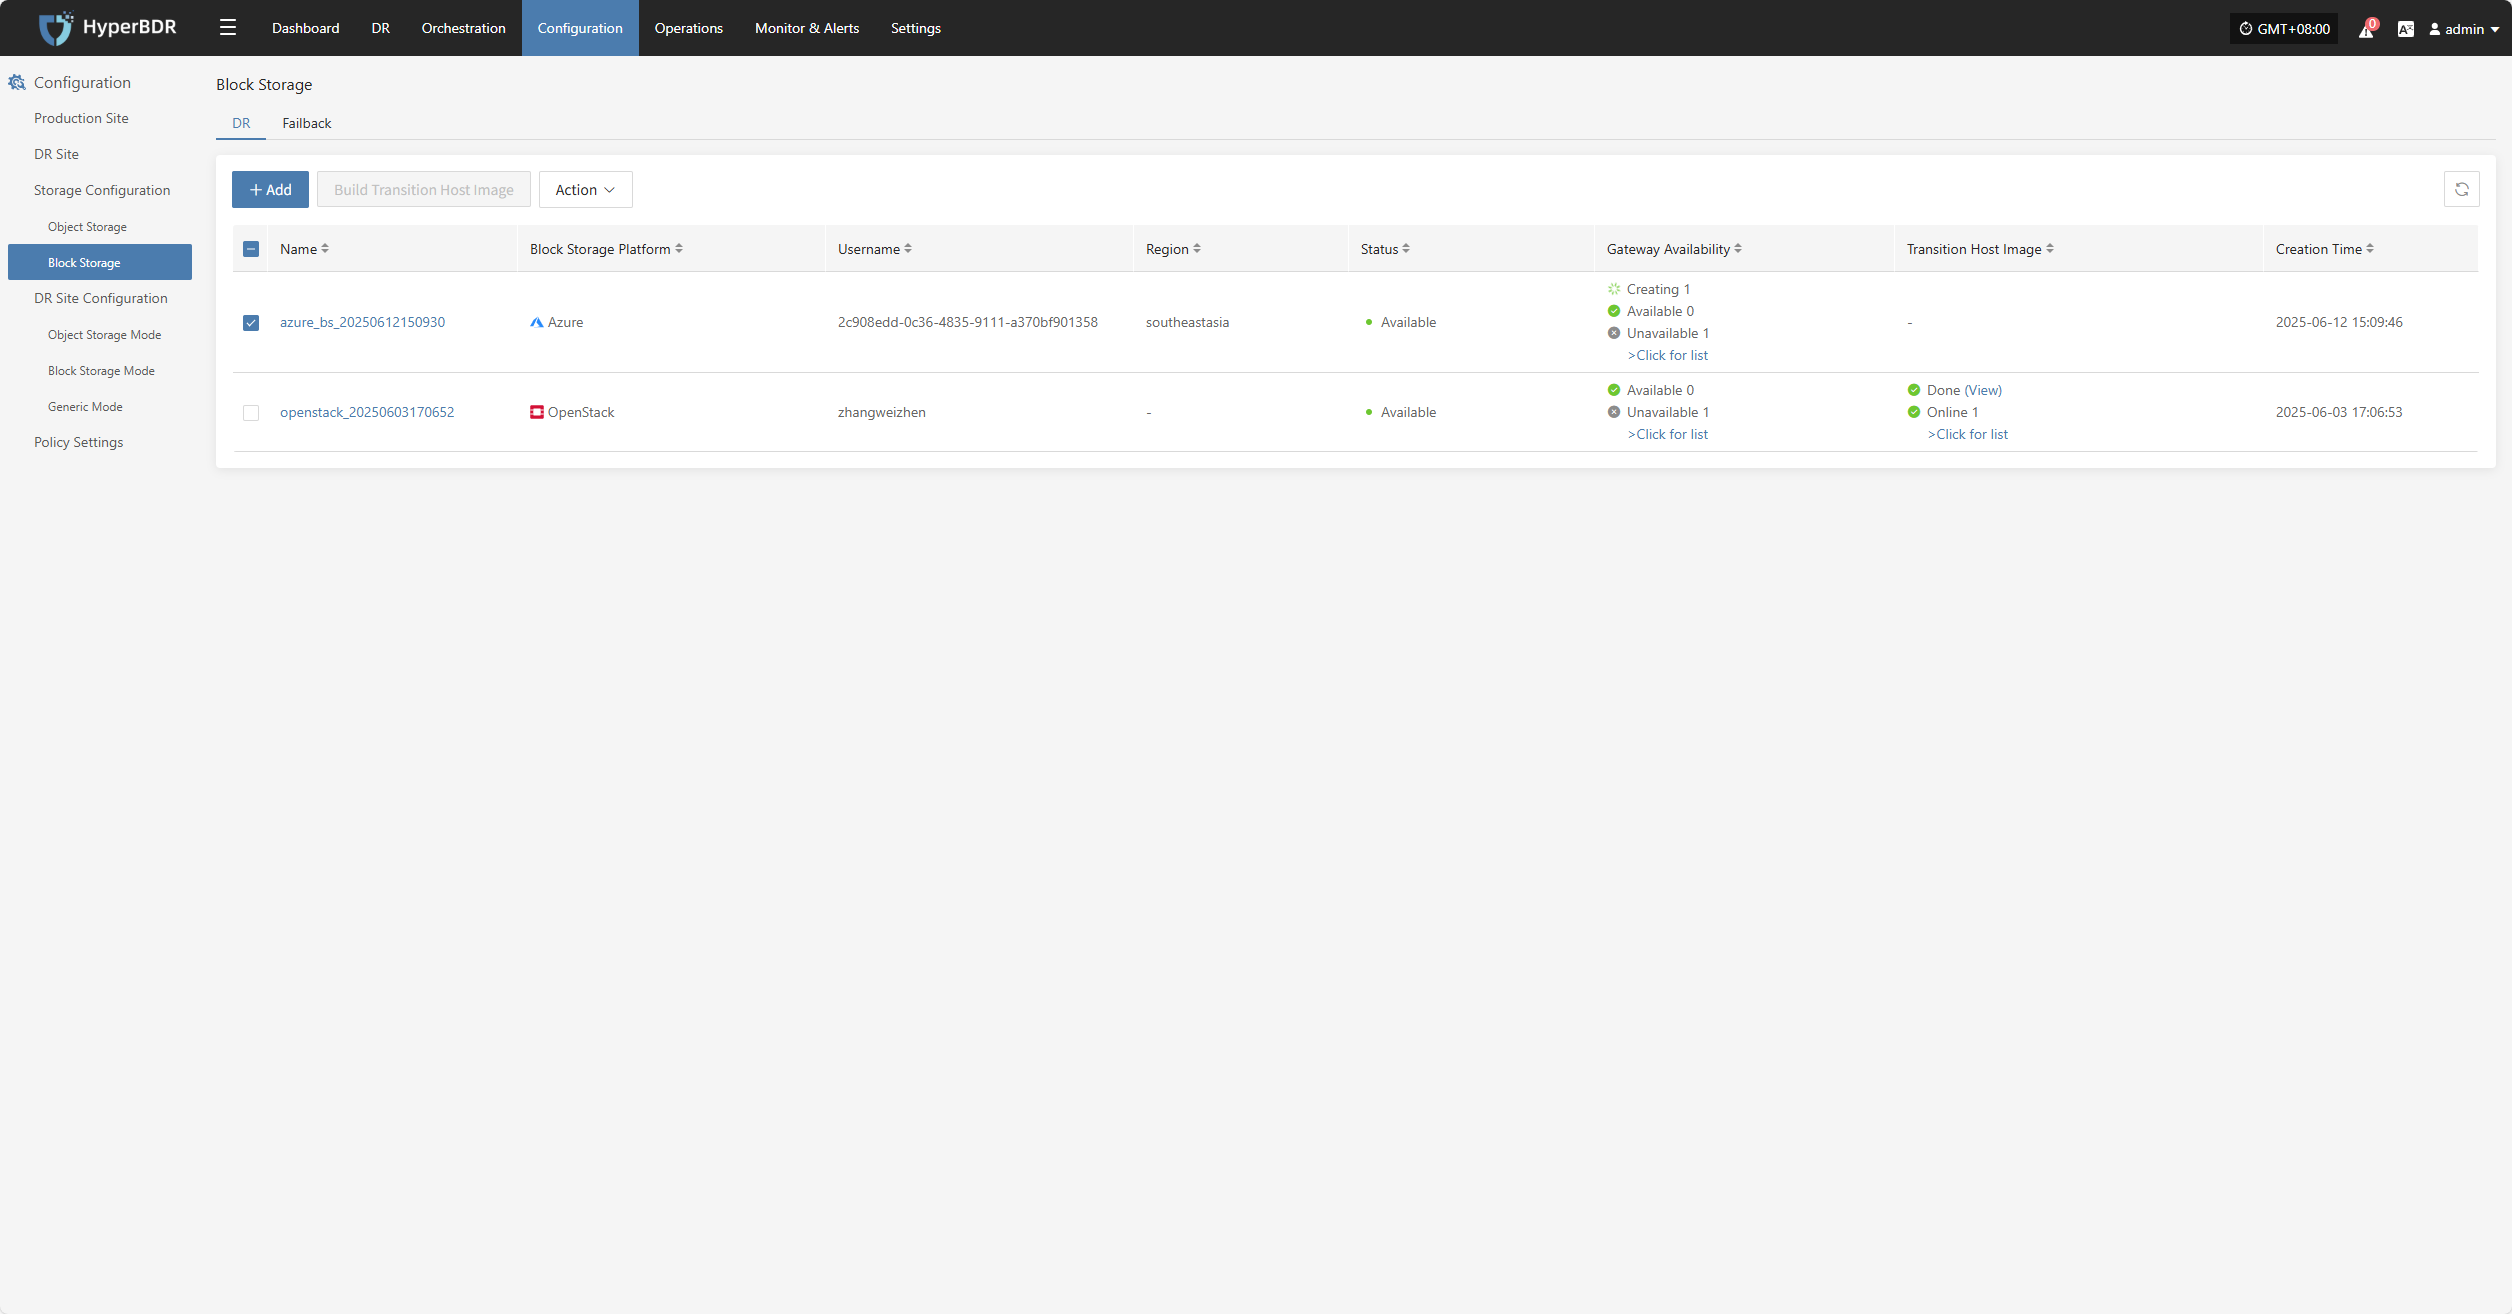 HyperBDR
Dashboard
DR
Orchestration
Configuration
Operations
Monitor & Alerts
Settings
GMT+08:00
0
admin
Configuration
Production Site
DR Site
Storage Configuration
Object Storage
Block Storage
DR Site Configuration
Object Storage Mode
Block Storage Mode
Generic Mode
Policy Settings
Block Storage
DR
Failback
+ Add
Build Transition Host Image
Action
Name
Block Storage Platform
Username
Region
Status
Gateway Availability
Transition Host Image
Creation Time
azure_bs_20250612150930
Azure
2c908edd-0c36-4835-9111-a370bf901358
southeastasia
Available
Creating 1
Available 0
Unavailable 1
>Click for list
-
2025-06-12 15:09:46
openstack_20250603170652
OpenStack
zhangweizhen
-
Available
Available 0
Unavailable 1
>Click for list
Done (View)
Online 1
>Click for list
2025-06-03 17:06:53